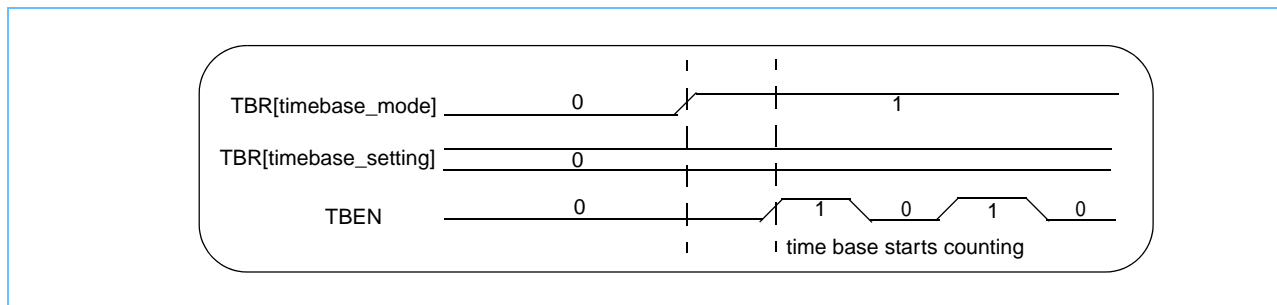 TBR[timebase_mode] 0 1
TBR[timebase_setting] 0
TBEN 0 1 0 1 0
time base starts counting